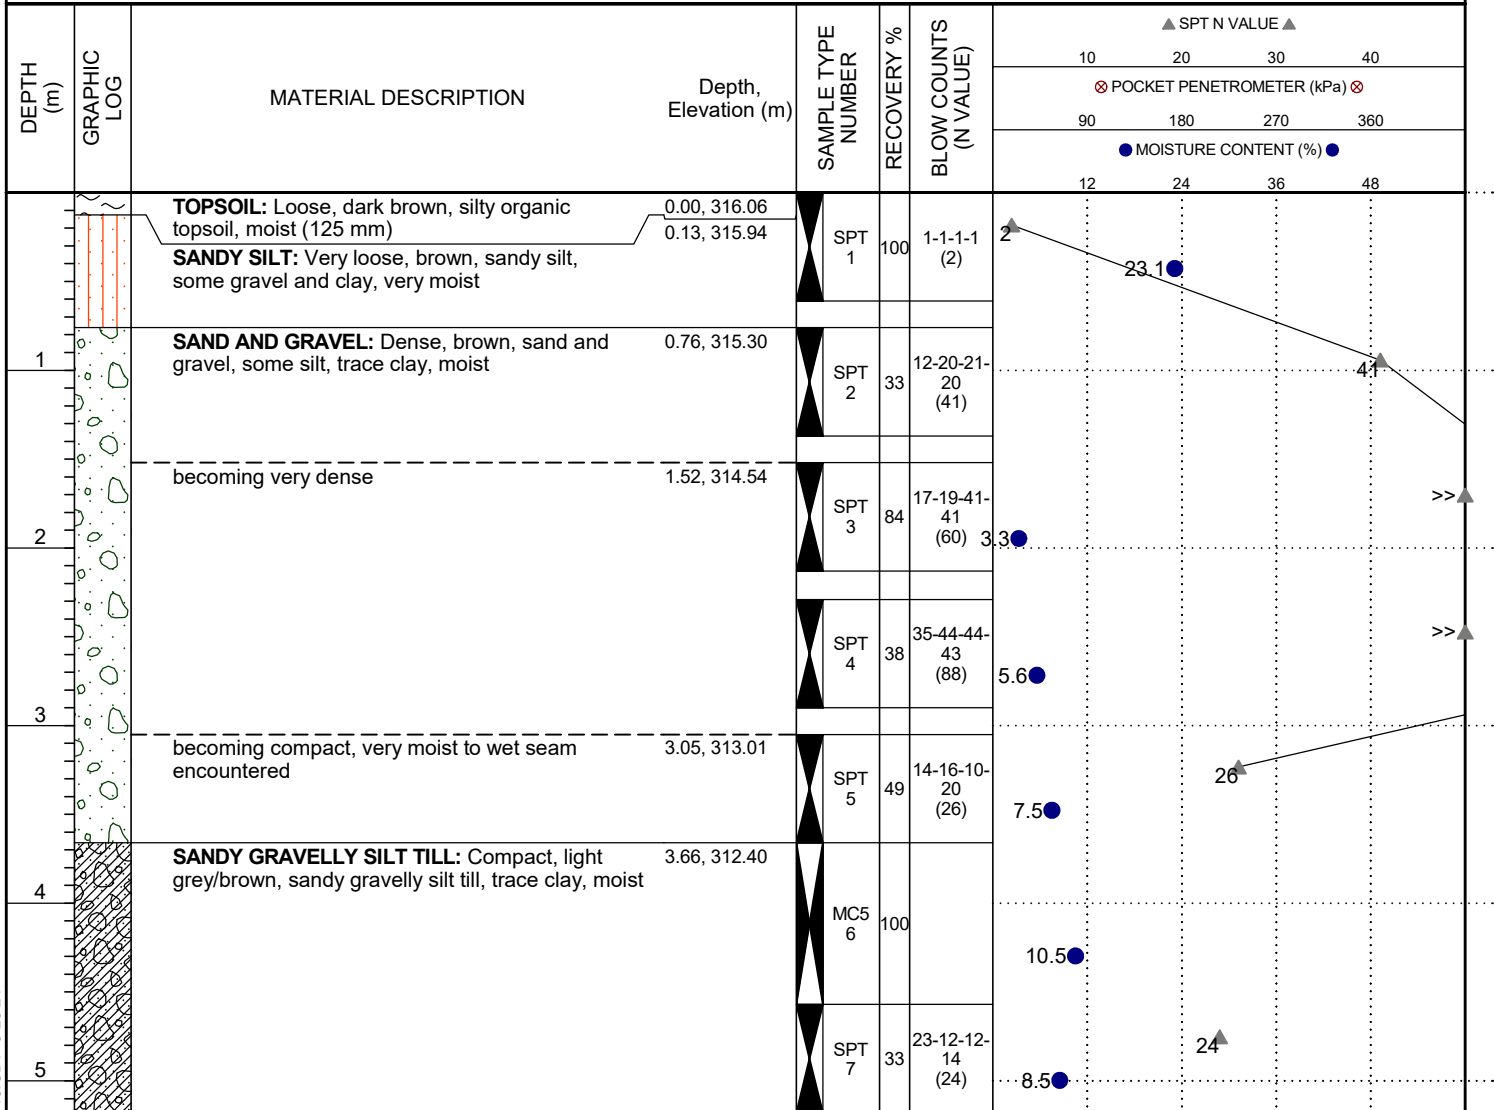 DEPTH
(m)
GRAPHIC
LOG
MATERIAL DESCRIPTION
Depth,
Elevation (m)
SAMPLE TYPE
NUMBER
RECOVERY %
BLOW COUNTS
(N VALUE)
SPT N VALUE
10 20 30 40
POCKET PENETROMETER (kPa)
90 180 270 360
MOISTURE CONTENT (%)
12 24 36 48
TOPSOIL: Loose, dark brown, silty organic
topsoil, moist (125 mm)
0.00, 316.06
0.13, 315.94
SANDY SILT: Very loose, brown, sandy silt,
some gravel and clay, very moist
SPT
1
100
1-1-1-1
(2)
2
23.1
SAND AND GRAVEL: Dense, brown, sand and
gravel, some silt, trace clay, moist
0.76, 315.30
1
SPT
2
33
12-20-21-
20
(41)
41
becoming very dense
1.52, 314.54
SPT
3
84
17-19-41-
41
(60)
>>
3.3
2
SPT
4
38
35-44-44-
43
(88)
>>
5.6
3
becoming compact, very moist to wet seam
encountered
3.05, 313.01
SPT
5
49
14-16-10-
20
(26)
26
7.5
SANDY GRAVELLY SILT TILL: Compact, light
grey/brown, sandy gravelly silt till, trace clay, moist
3.66, 312.40
4
MC5
6
100
10.5
SPT
7
33
23-12-12-
14
(24)
24
8.5
5